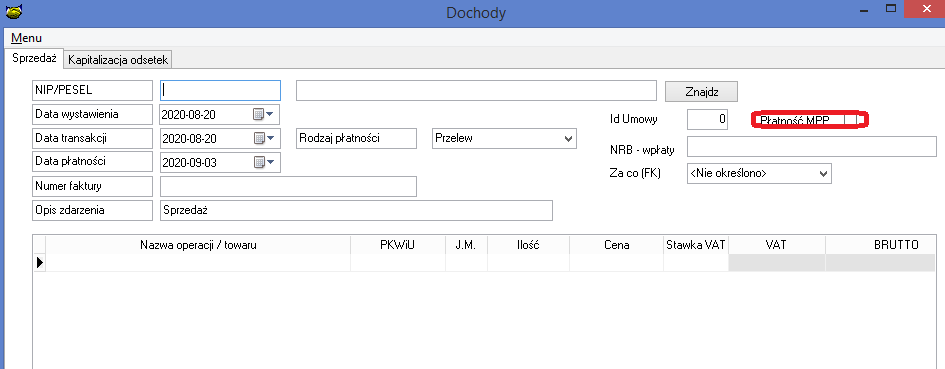 Dochody
Menu
Sprzedaż Kapitalizacja odsetek
NIP/PESEL Znajdz
Data wystawienia 2020-08-20 Id Umowy 0 Płatność MPP
Data transakcji 2020-08-20 Rodzaj płatności Przelew
NRB - wpłaty
Data płatności 2020-09-03
Za co (FK) <Nie określono>
Numer faktury
Opis zdarzenia Sprzedaż
Nazwa operacji / towaru PKWiU J.M. Ilość Cena Stawka VAT VAT BRUTTO